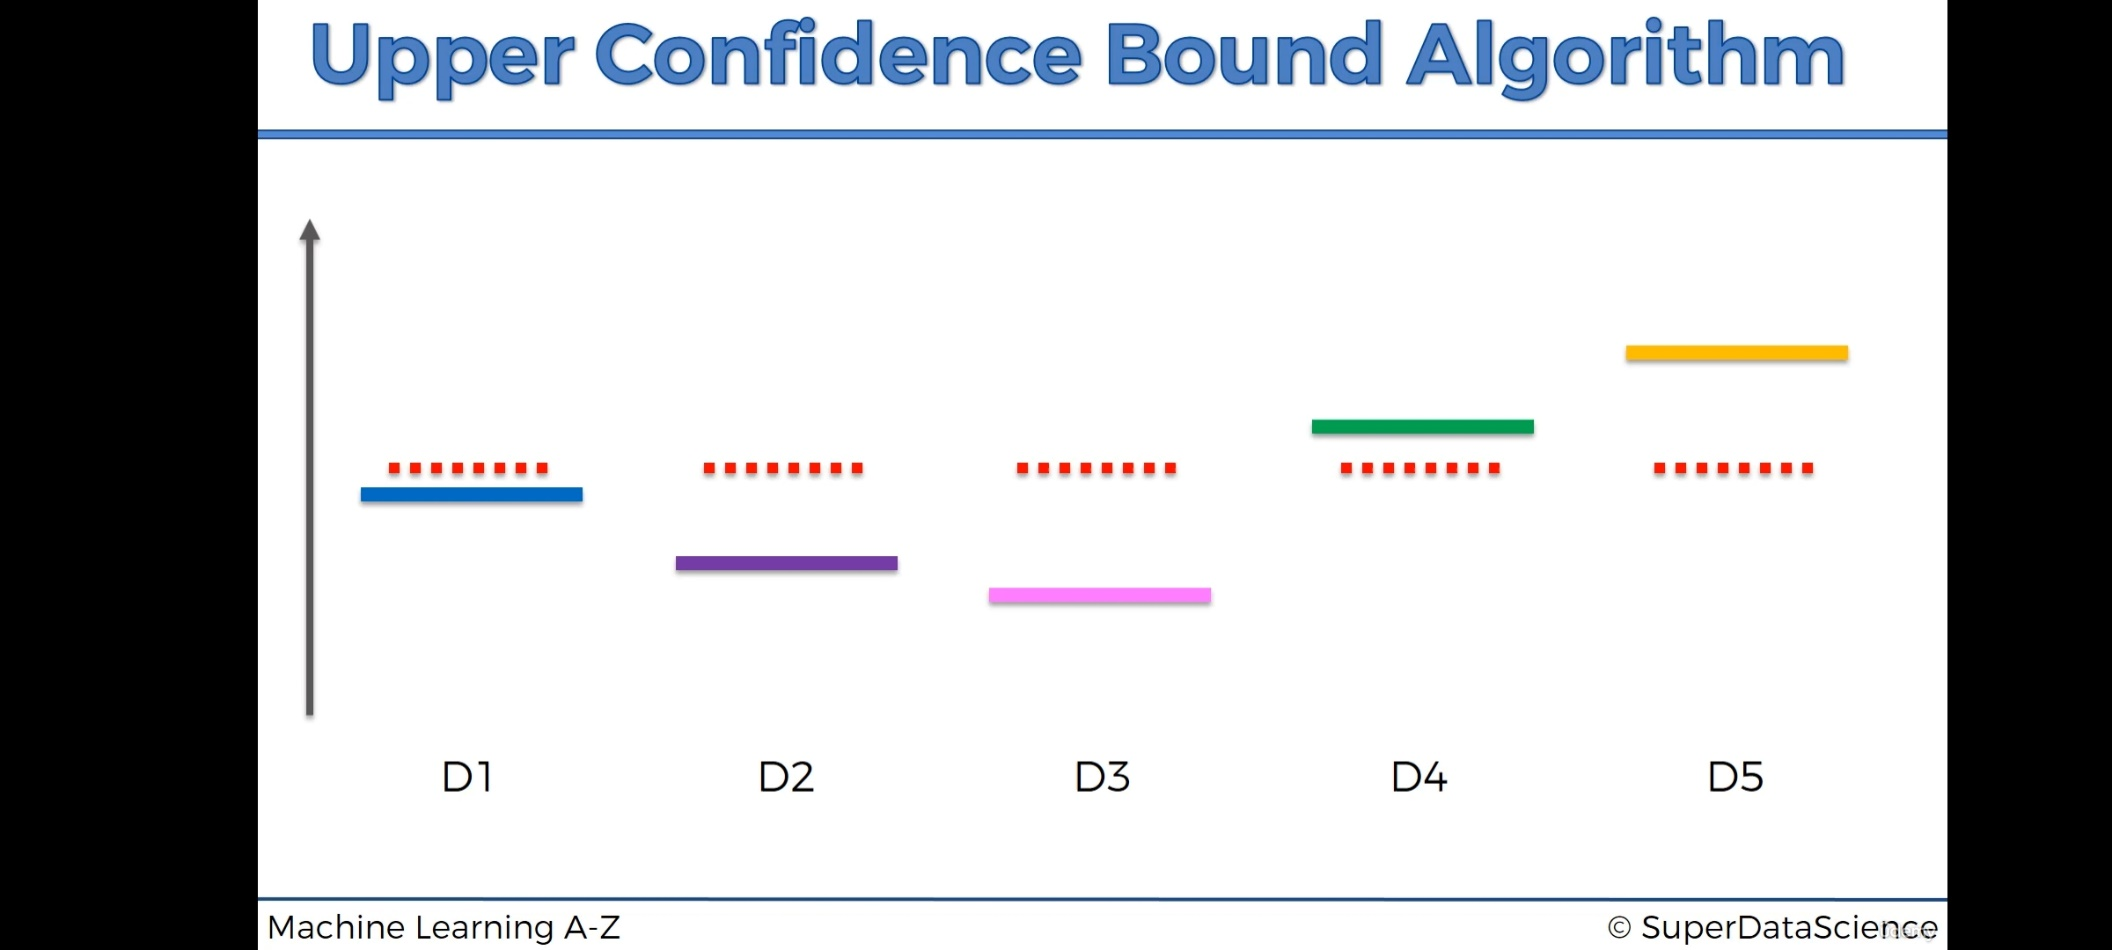 Upper Confidence Bound Algorithm
D1
D2
D3
D4
D5
Machine Learning A-Z
© SuperDataScience